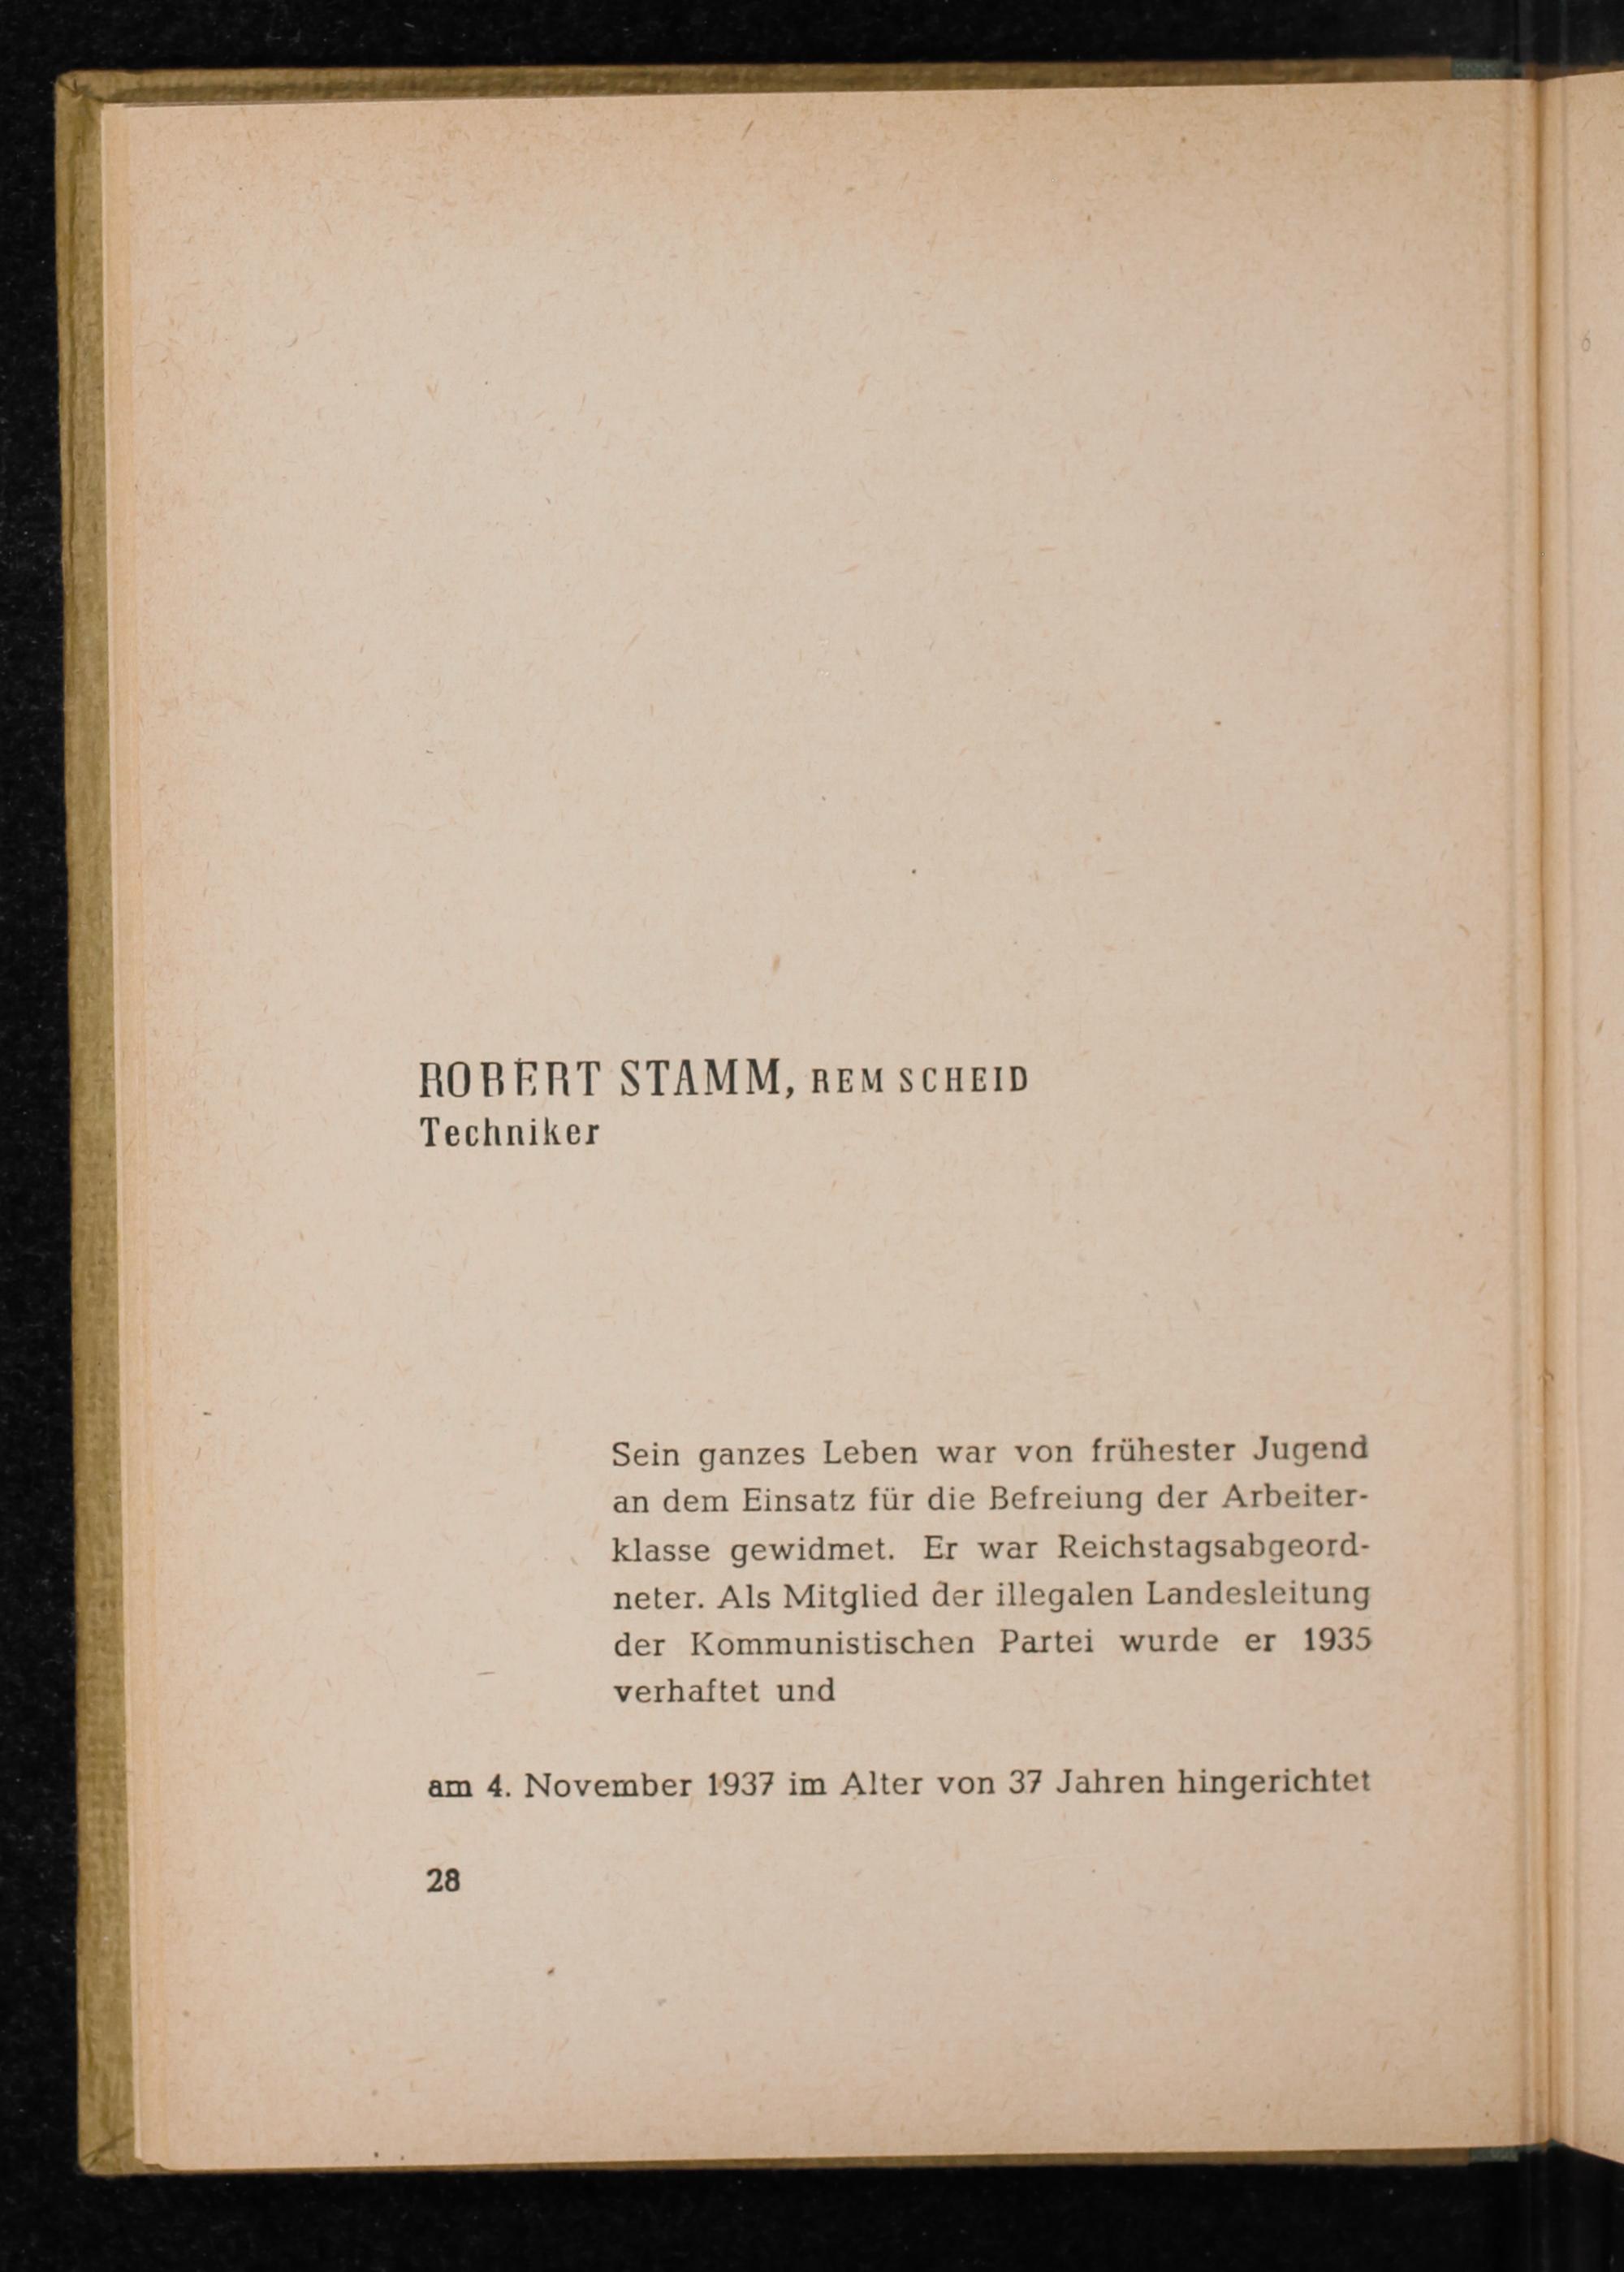 ROBERT STAMM, REMSCHEID
Techniker
Sein ganzes Leben war von frühester Jugend
an dem Einsatz für die Befreiung der Arbeiter-
klasse gewidmet. Er war Reichstagsabgeord-
neter. Als Mitglied der illegalen Landesleitung
der Kommunistischen Partei wurde er 1935
verhaftet und
am 4. November 1937 im Alter von 37 Jahren hingerichtet
28